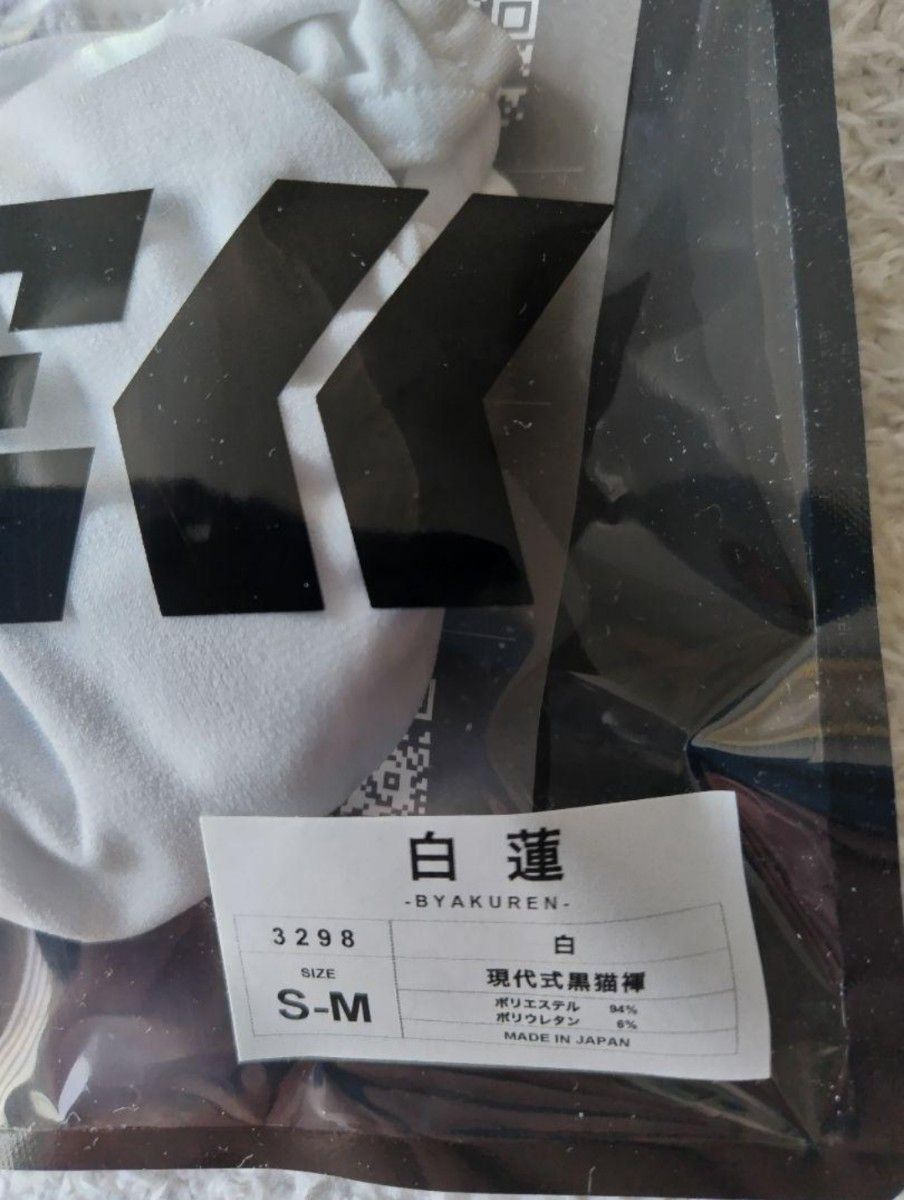 白蓮
-BYAKUREN-
3298
白
SIZE
S-M
現代式黒猫褌
ポリエステル 94%
ポリウレタン 6%
MADE IN JAPAN